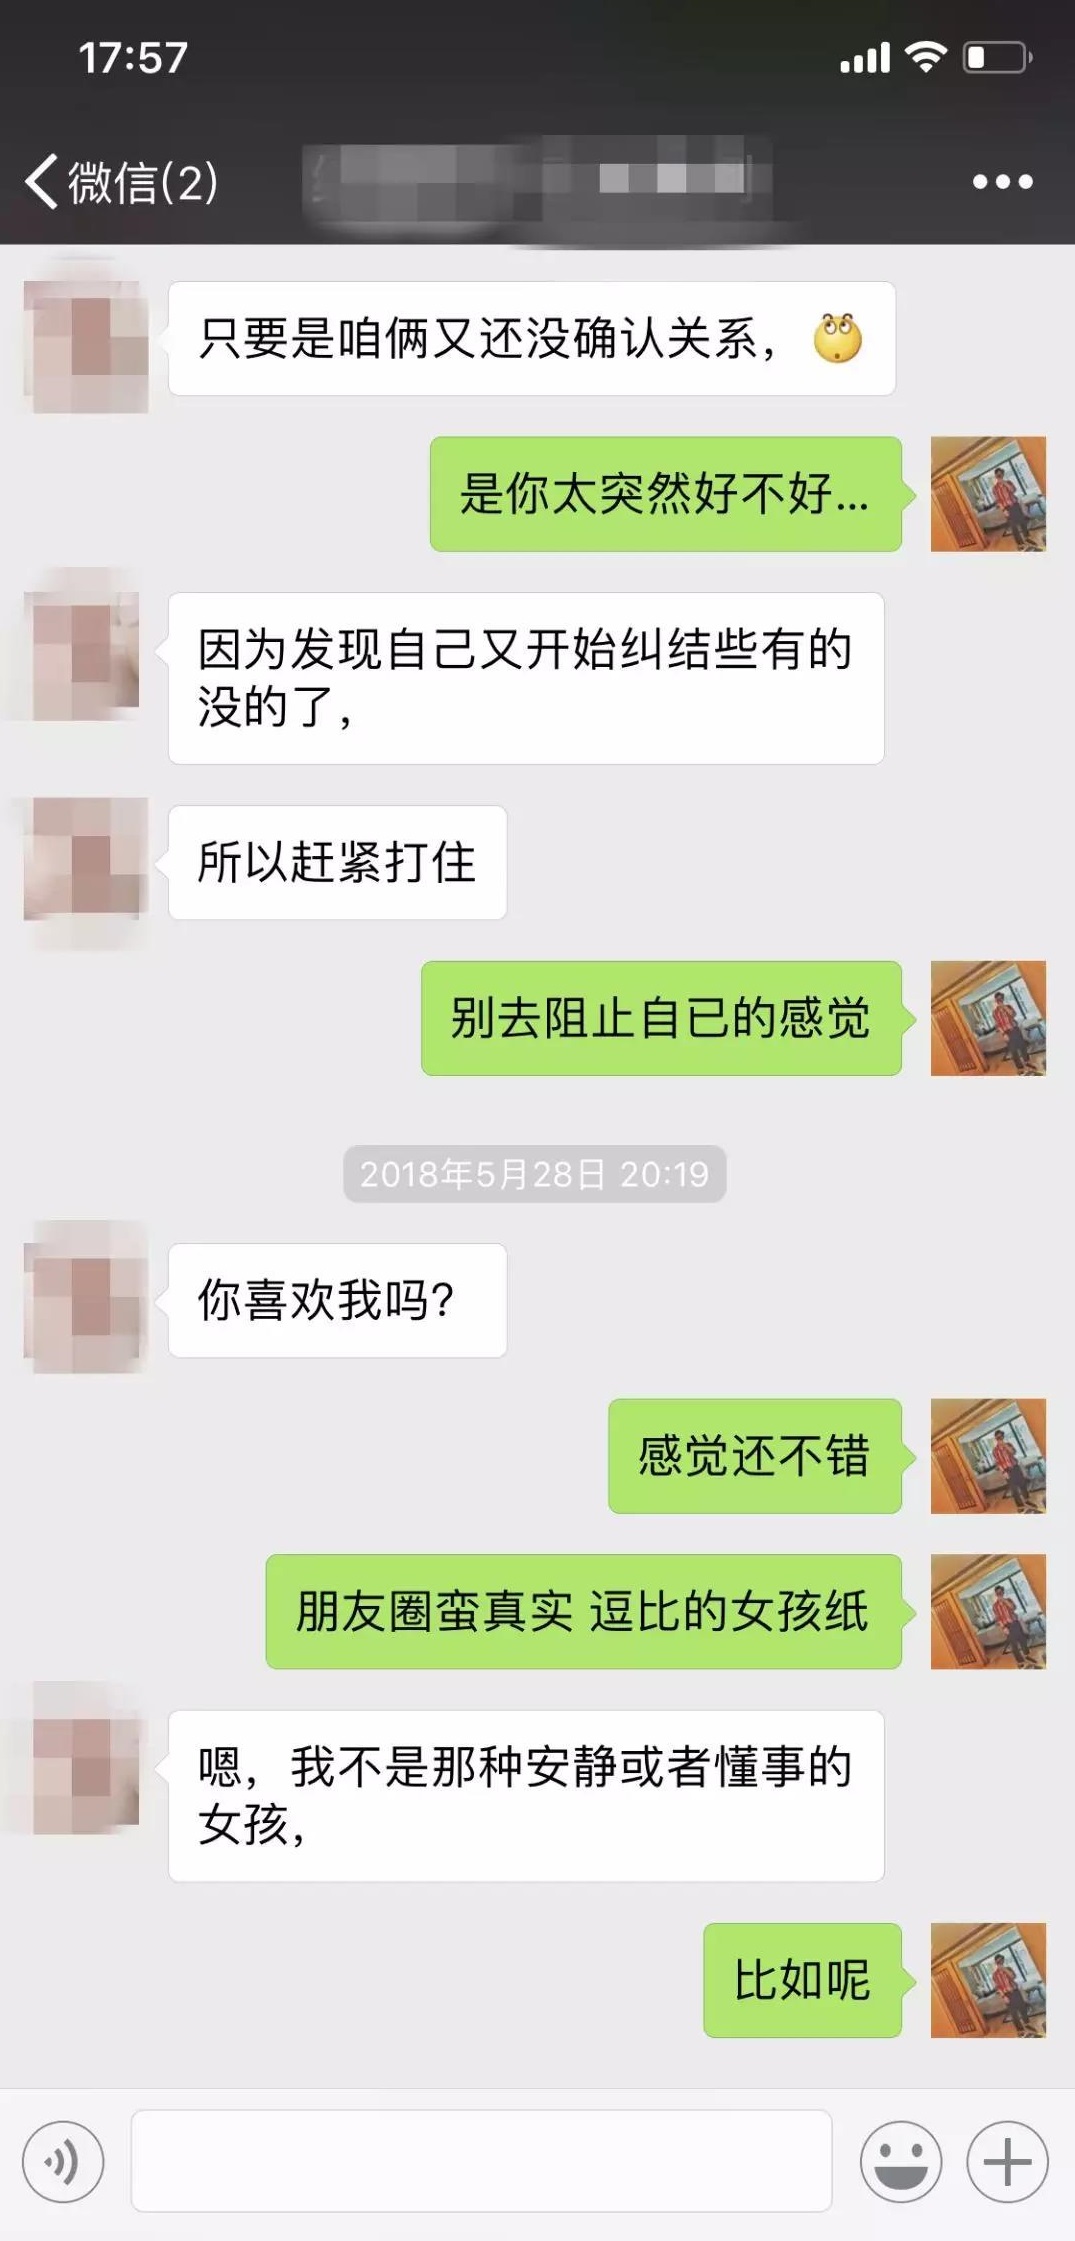 17:57
微信(2)
只要是咱俩又还没确认关系，
是你太突然好不好...
因为发现自己又开始纠结些有的
没的了，
所以赶紧打住
别去阻止自已的感觉
2018年5月28日 20:19
你喜欢我吗？
感觉还不错
朋友圈蛮真实 逗比的女孩纸
嗯，我不是那种安静或者懂事的
女孩，
比如呢